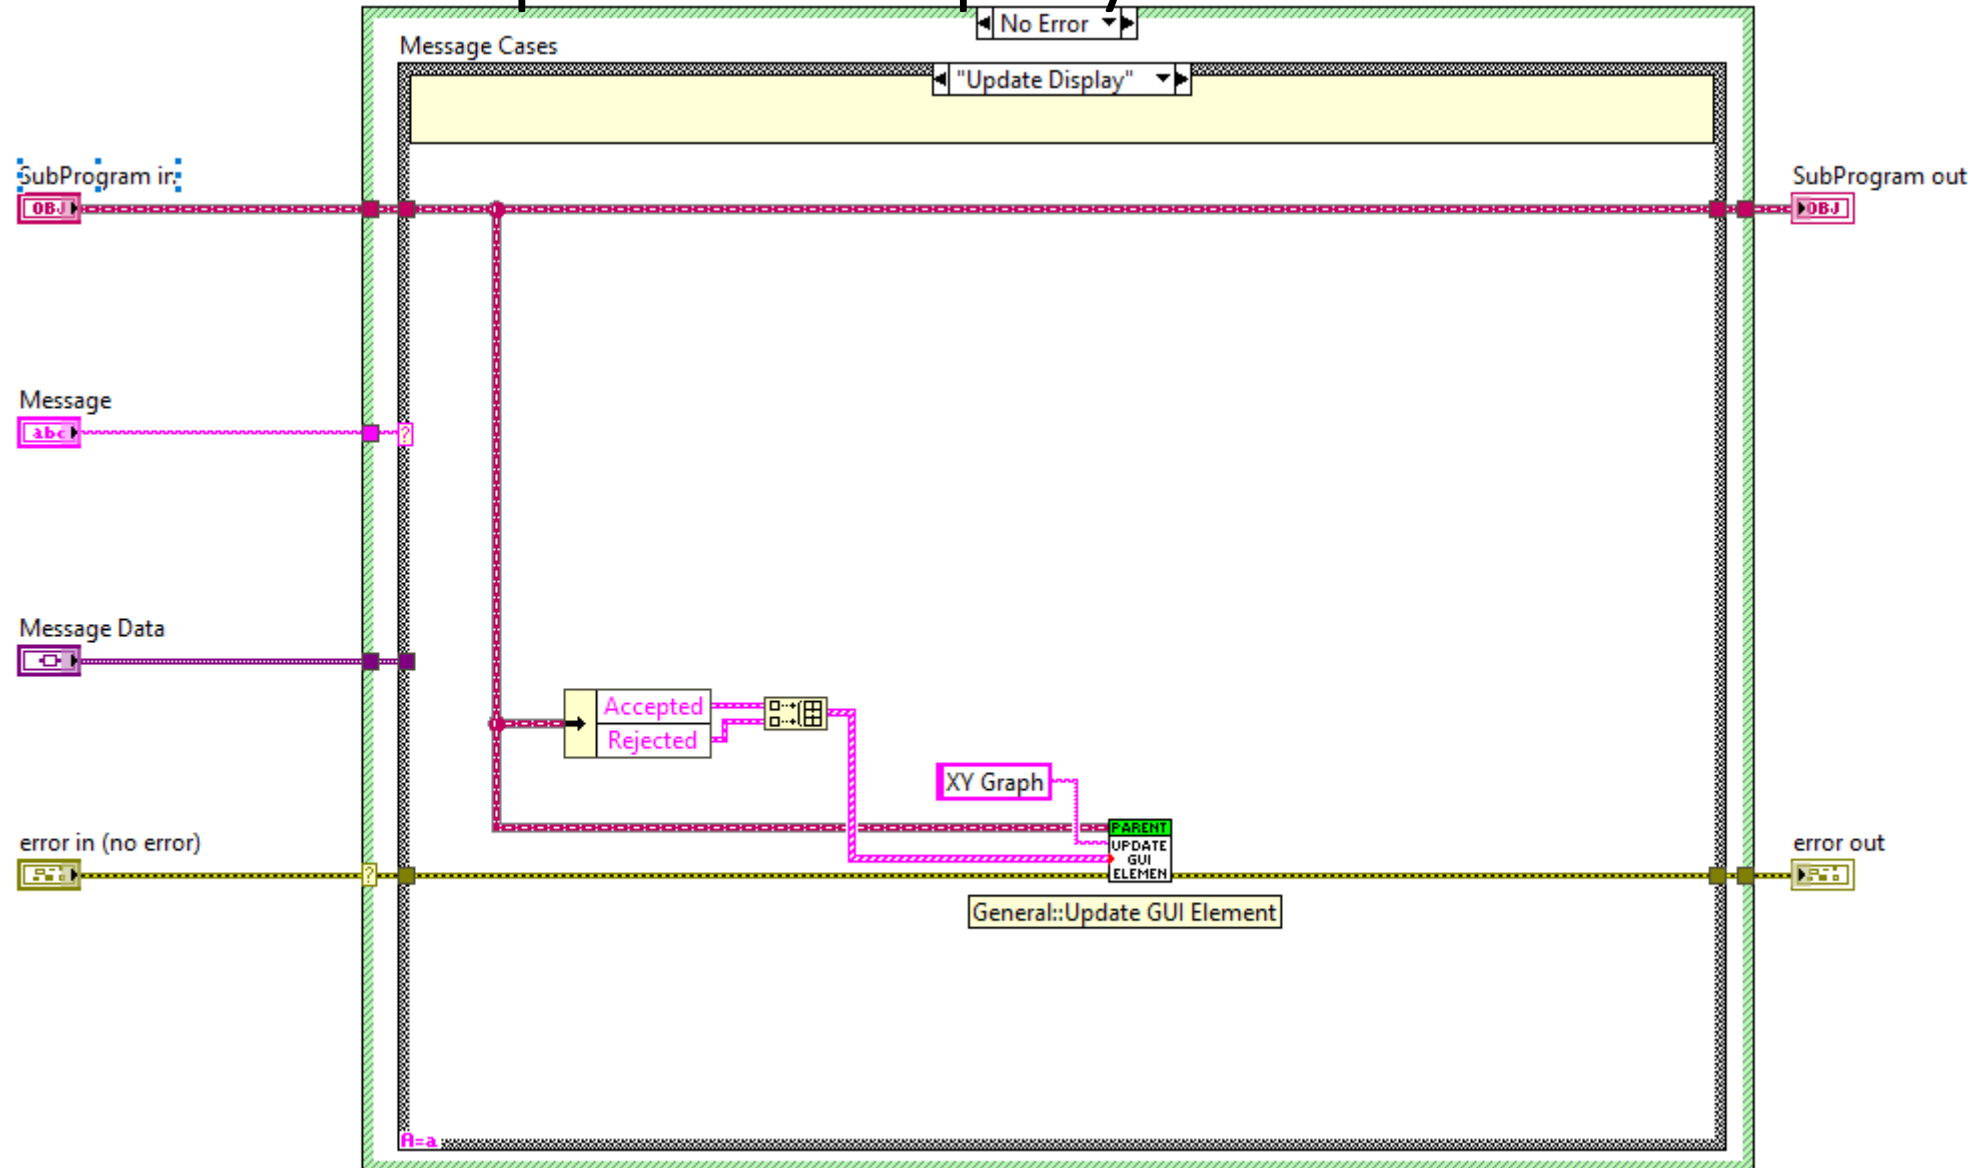 No Error
Message Cases
"Update Display"
SubProgram in
SubProgram out
OBJ
OBJ
Message
abc
?
Message Data
Accepted
Rejected
XY Graph
PARENT
UPDATE
GUI
ELEMEN
error in (no error)
error out
?
General::Update GUI Element
A=a